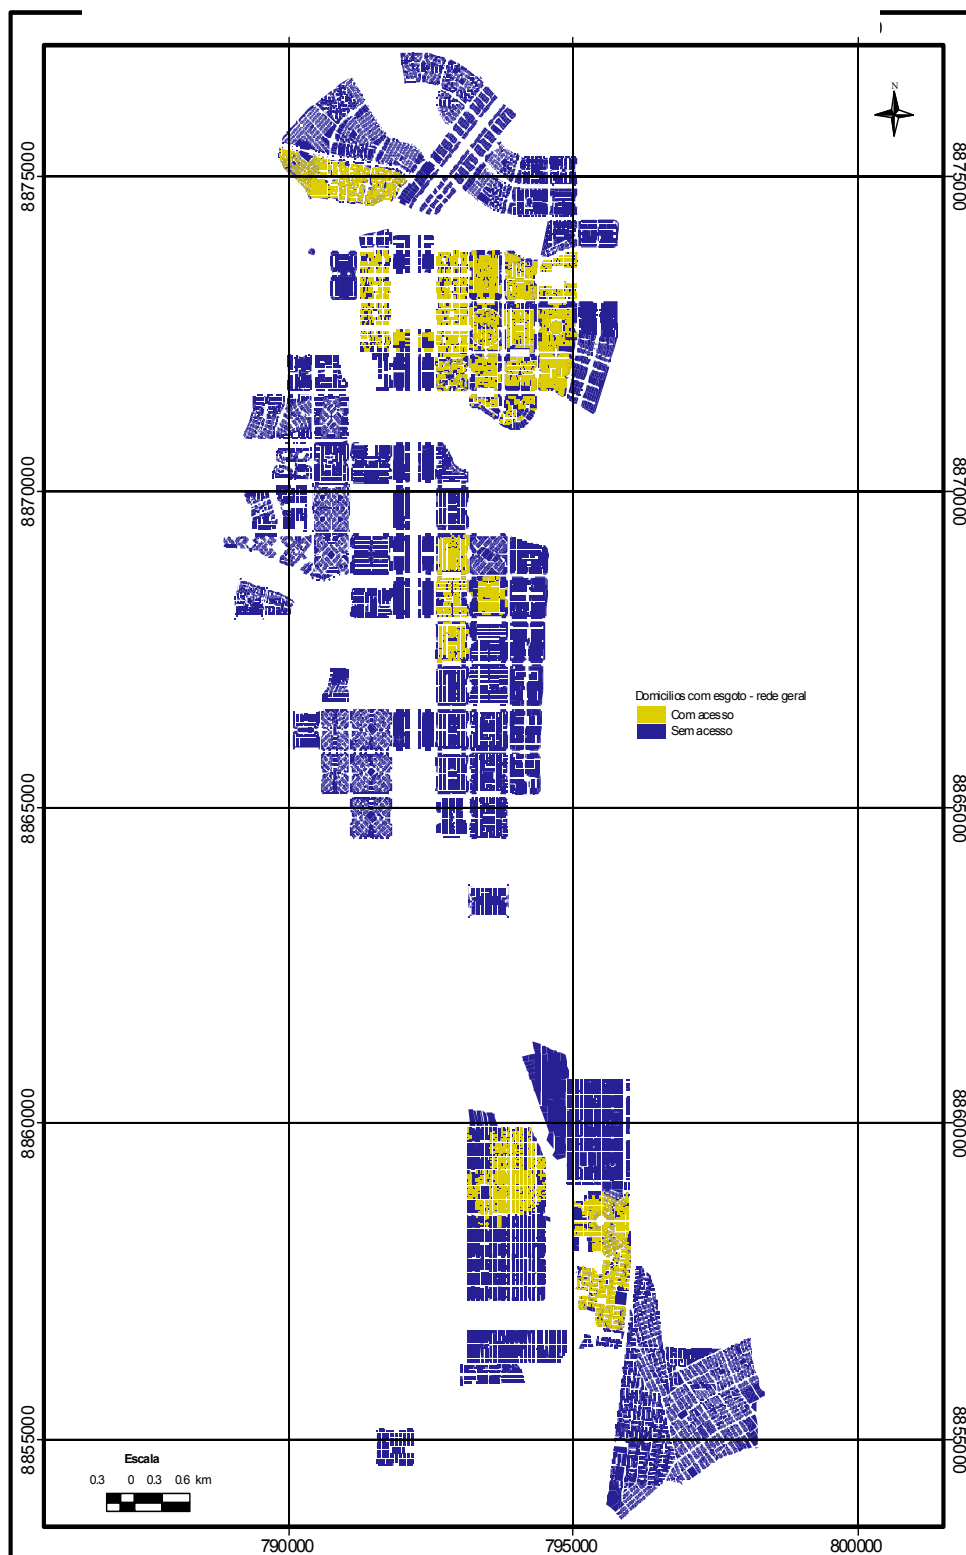 N
8875000
8875000
8870000
8870000
Domicilios com esgoto - rede geral
Com acesso
Sem acesso
8865000
8865000
8860000
8860000
8855000
8855000
Escala
0.3 0 0.3 0.6 km
790000 795000 800000